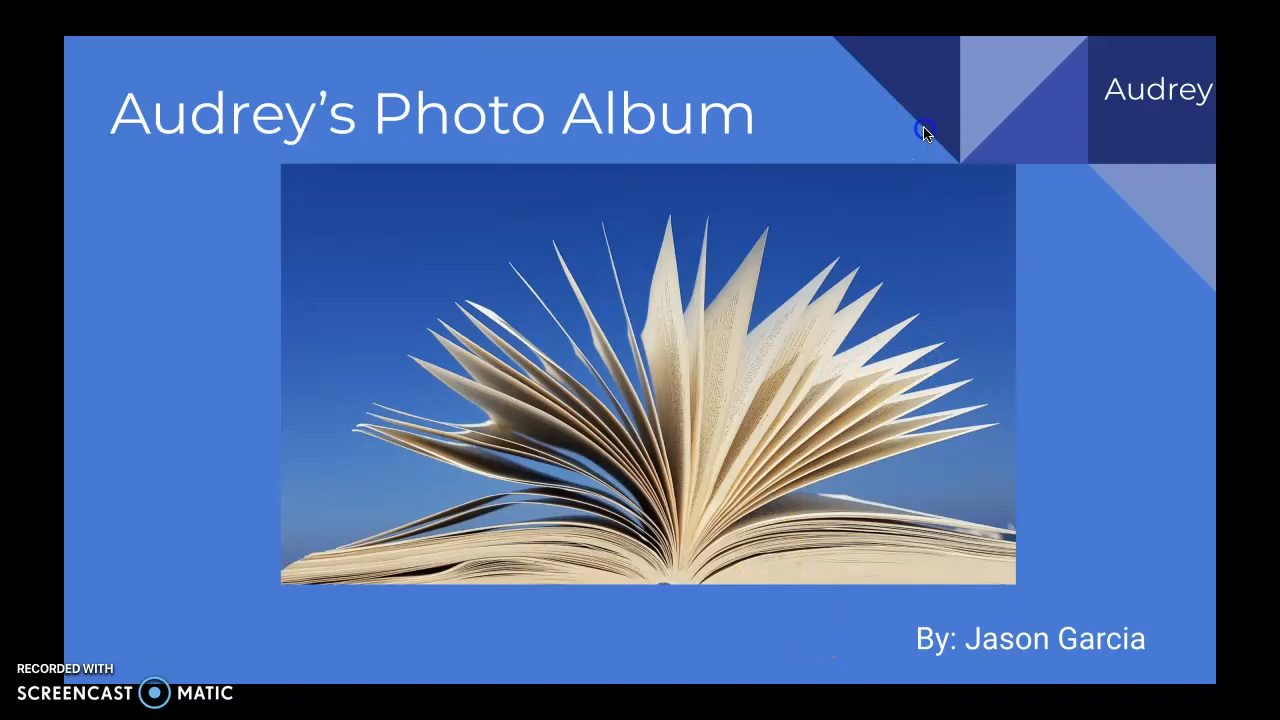 Audrey’s Photo Album
Audrey
By: Jason Garcia
RECORDED WITH
SCREENCAST MATIC